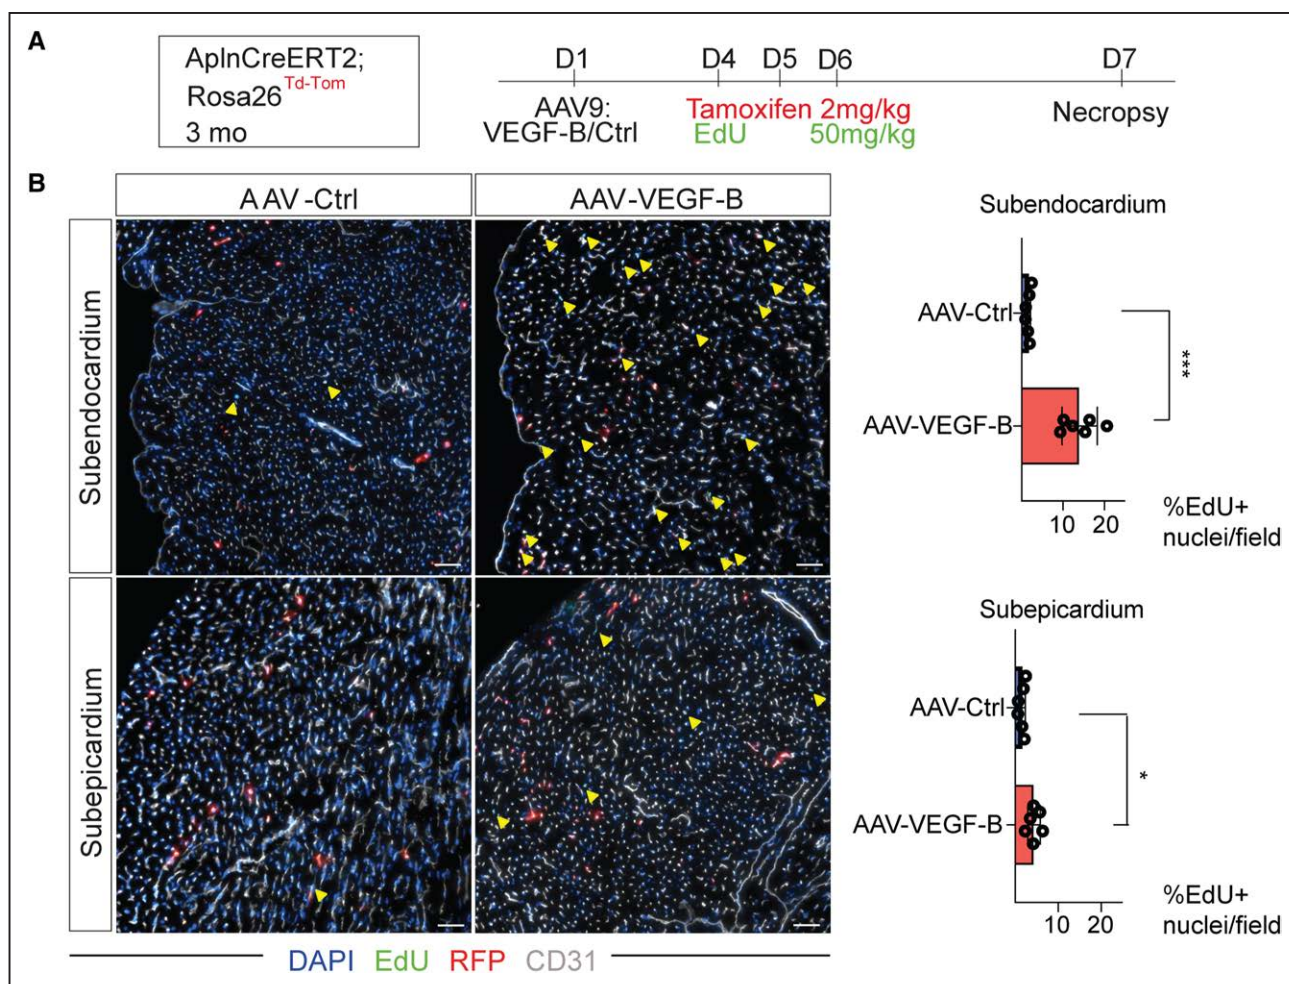 A
AplnCreERT2;
Rosa26Td-Tom
3 mo
D1 D4 D5 D6 D7
AAV9:
VEGF-B/Ctrl
Tamoxifen 2mg/kg
EdU 50mg/kg
Necropsy
B
AAV-Ctrl
AAV-VEGF-B
Subendocardium
Subepicardium
DAPI EdU RFP CD31
Subendocardium
AAV-Ctrl
AAV-VEGF-B
***
10 20
%EdU+
nuclei/field
Subepicardium
AAV-Ctrl
AAV-VEGF-B
*
10 20
%EdU+
nuclei/field